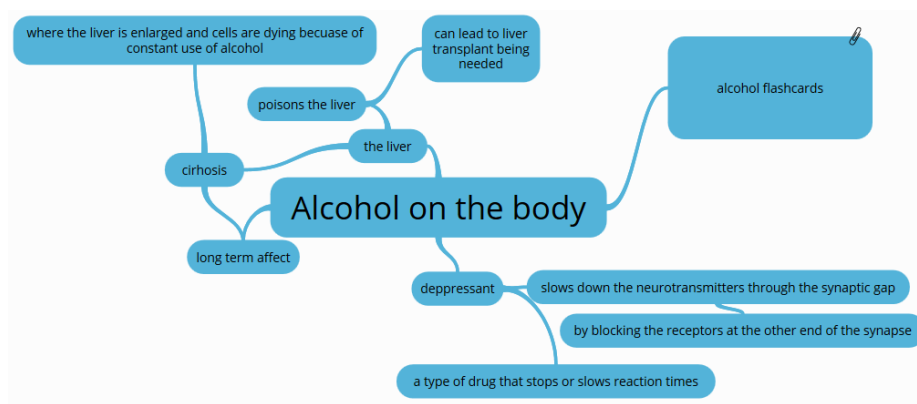 where the liver is enlarged and cells are dying becuase of
constant use of alcohol
can lead to liver
transplant being
needed
alcohol flashcards
poisons the liver
the liver
cirhosis
Alcohol on the body
long term affect
deppressant
slows down the neurotransmitters through the synaptic gap
by blocking the receptors at the other end of the synapse
a type of drug that stops or slows reaction times